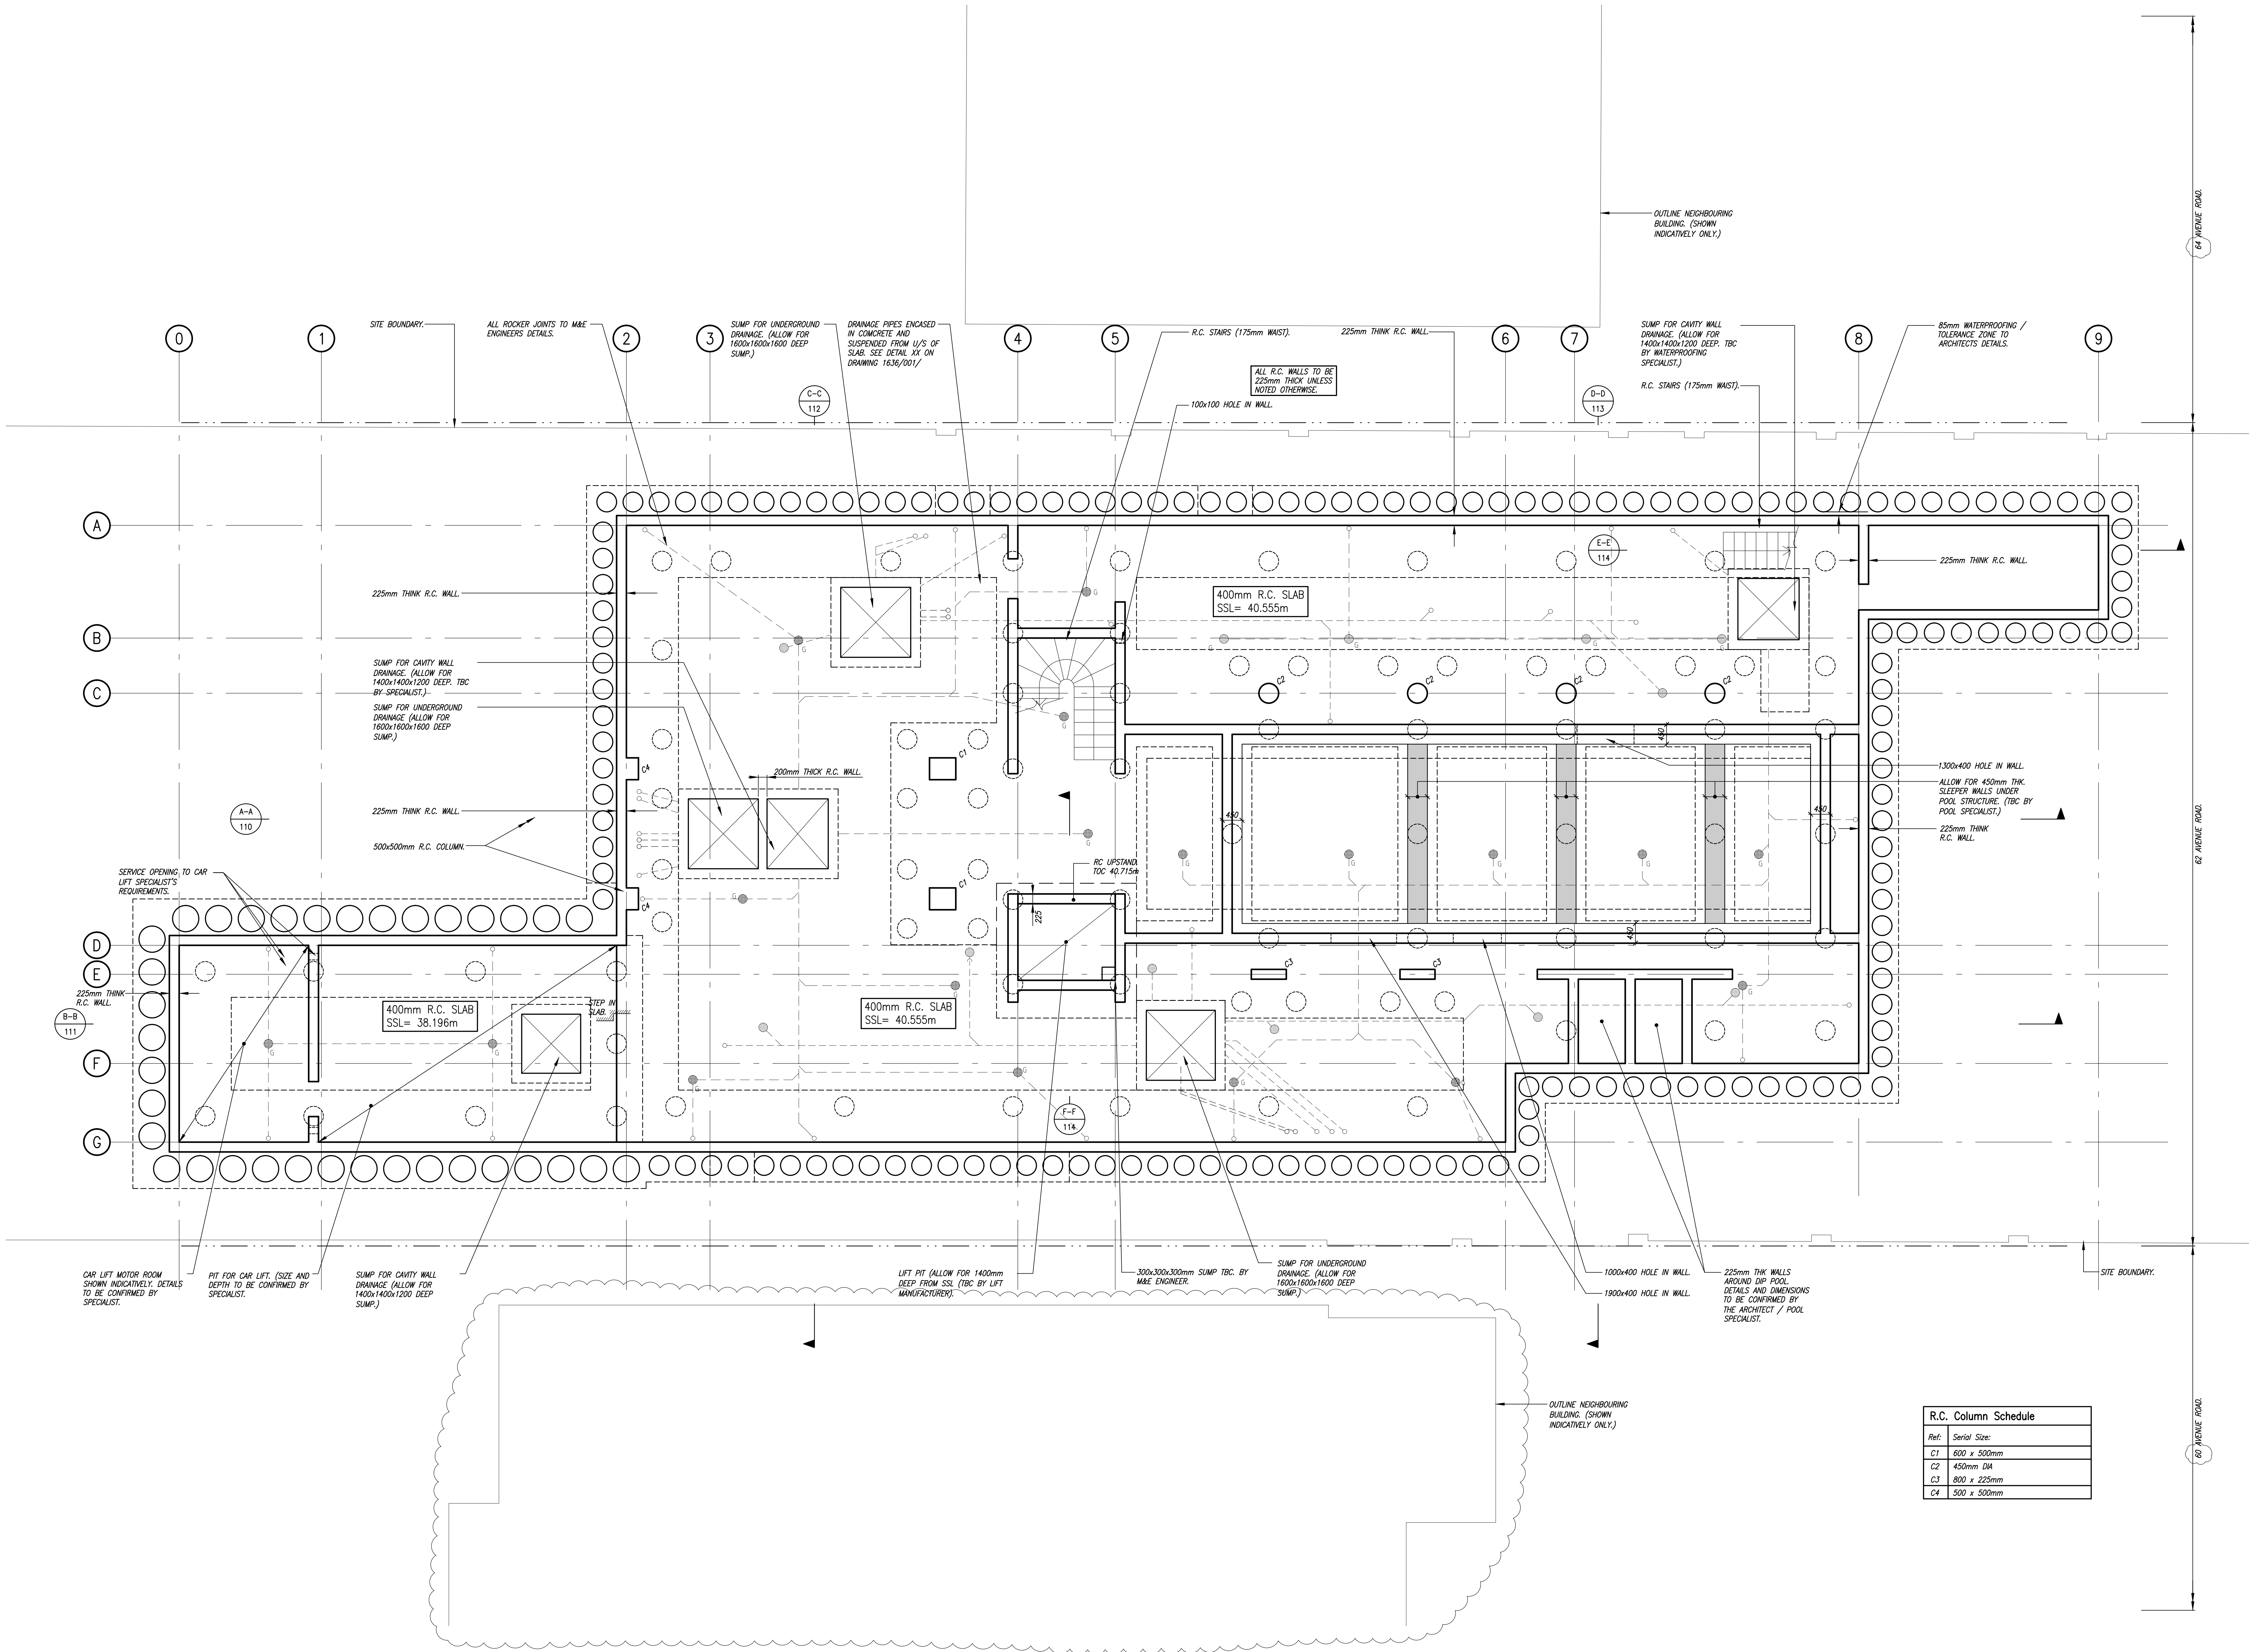 64 AVENUE ROAD.
OUTLINE NEIGHBOURING
BUILDING. (SHOWN
INDICATIVELY ONLY.)
0
1
2
3
4
5
6
7
8
9
SITE BOUNDARY.
ALL ROCKER JOINTS TO M&E
ENGINEERS DETAILS.
SUMP FOR UNDERGROUND
DRAINAGE. (ALLOW FOR
1600x1600x1600 DEEP
SUMP.)
DRAINAGE PIPES ENCASED
IN COMCRETE AND
SUSPENDED FROM U/S OF
SLAB. SEE DETAIL XX ON
DRAIWING 1636/001/
R.C. STAIRS (175mm WAIST).
225mm THINK R.C. WALL.
ALL R.C. WALLS TO BE
225mm THICK UNLESS
NOTED OTHERWISE.
100x100 HOLE IN WALL.
SUMP FOR CAVITY WALL
DRAINAGE. (ALLOW FOR
1400x1400x1200 DEEP. TBC
BY WATERPROOFING
SPECIALIST.)
R.C. STAIRS (175mm WAIST).
85mm WATERPROOFING /
TOLERANCE ZONE TO
ARCHITECTS DETAILS.
C-C
112
D-D
113
A
B
C
D
E
F
G
E-E
114
225mm THINK R.C. WALL.
225mm THINK R.C. WALL.
400mm R.C. SLAB
SSL= 40.555m
G
G
G
G
G
G
G
SUMP FOR CAVITY WALL
DRAINAGE. (ALLOW FOR
1400x1400x1200 DEEP. TBC
BY SPECIALIST.)
SUMP FOR UNDERGROUND
DRAINAGE (ALLOW FOR
1600x1600x1600 DEEP
SUMP.)
C2
C2
C2
C2
C1
C4
450
200mm THICK R.C. WALL.
1300x400 HOLE IN WALL.
ALLOW FOR 450mm THK.
SLEEPER WALLS UNDER
POOL STRUCTURE. (TBC BY
POOL SPECIALIST.)
225mm THINK R.C. WALL.
A-A
110
450
450
225mm THINK
R.C. WALL.
500x500mm R.C. COLUMN.
62 AVENUE ROAD.
SERVICE OPENING TO CAR
LIFT SPECIALIST'S
REQUIREMENTS.
RC UPSTAND.
TOC 40.715m
G
G
G
G
G
G
G
C1
C4
225
450
C3
C3
225mm THINK
R.C. WALL.
B-B
111
400mm R.C. SLAB
SSL= 38.196m
STEP IN
SLAB.
400mm R.C. SLAB
SSL= 40.555m
G
G
G
G
G
G
G
F-F
114
CAR LIFT MOTOR ROOM
SHOWN INDICATIVELY. DETAILS
TO BE CONFIRMED BY
SPECIALIST.
PIT FOR CAR LIFT. (SIZE AND
DEPTH TO BE CONFIRMED BY
SPECIALIST.
SUMP FOR CAVITY WALL
DRAINAGE (ALLOW FOR
1400x1400x1200 DEEP
SUMP.)
LIFT PIT (ALLOW FOR 1400mm
DEEP FROM SSL (TBC BY LIFT
MANUFACTURER).
300x300x300mm SUMP TBC. BY
M&E ENGINEER.
SUMP FOR UNDERGROUND
DRAINAGE. (ALLOW FOR
1600x1600x1600 DEEP
SUMP.)
1000x400 HOLE IN WALL.
1900x400 HOLE IN WALL.
225mm THK WALLS
AROUND DIP POOL.
DETAILS AND DIMENSIONS
TO BE CONFIRMED BY
THE ARCHITECT / POOL
SPECIALIST.
SITE BOUNDARY.
OUTLINE NEIGHBOURING
BUILDING. (SHOWN
INDICATIVELY ONLY.)
60 AVENUE ROAD.
R.C. Column Schedule
Ref: Serial Size:
C1 600 x 500mm
C2 450mm DIA
C3 800 x 225mm
C4 500 x 500mm